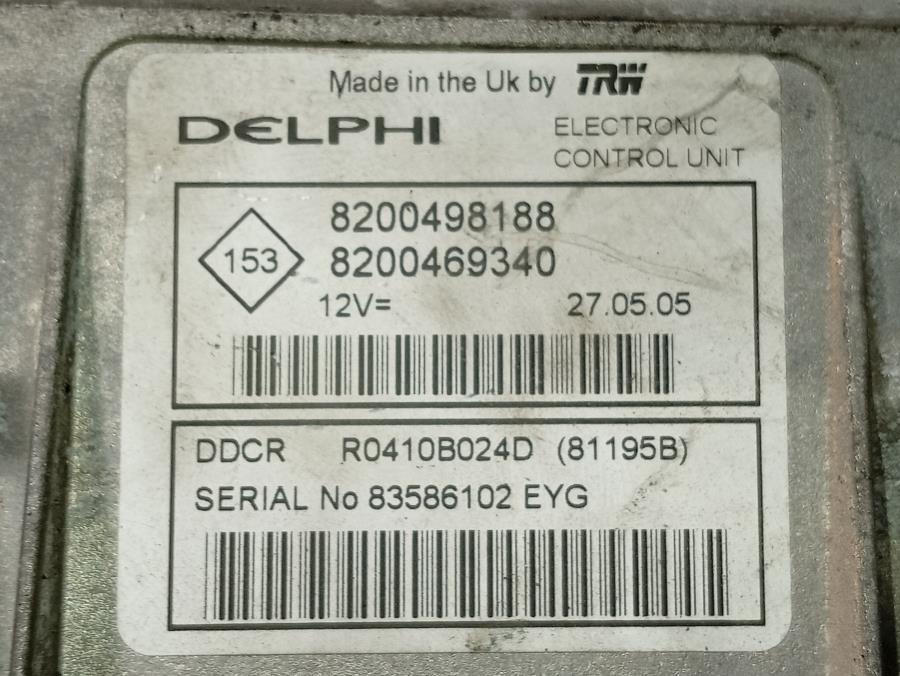 Made in the Uk by TRW
DELPHI
ELECTRONIC
CONTROL UNIT
153
8200498188
8200469340
12V=
27.05.05
DDCR R0410B024D (81195B)
SERIAL No 83586102 EYG